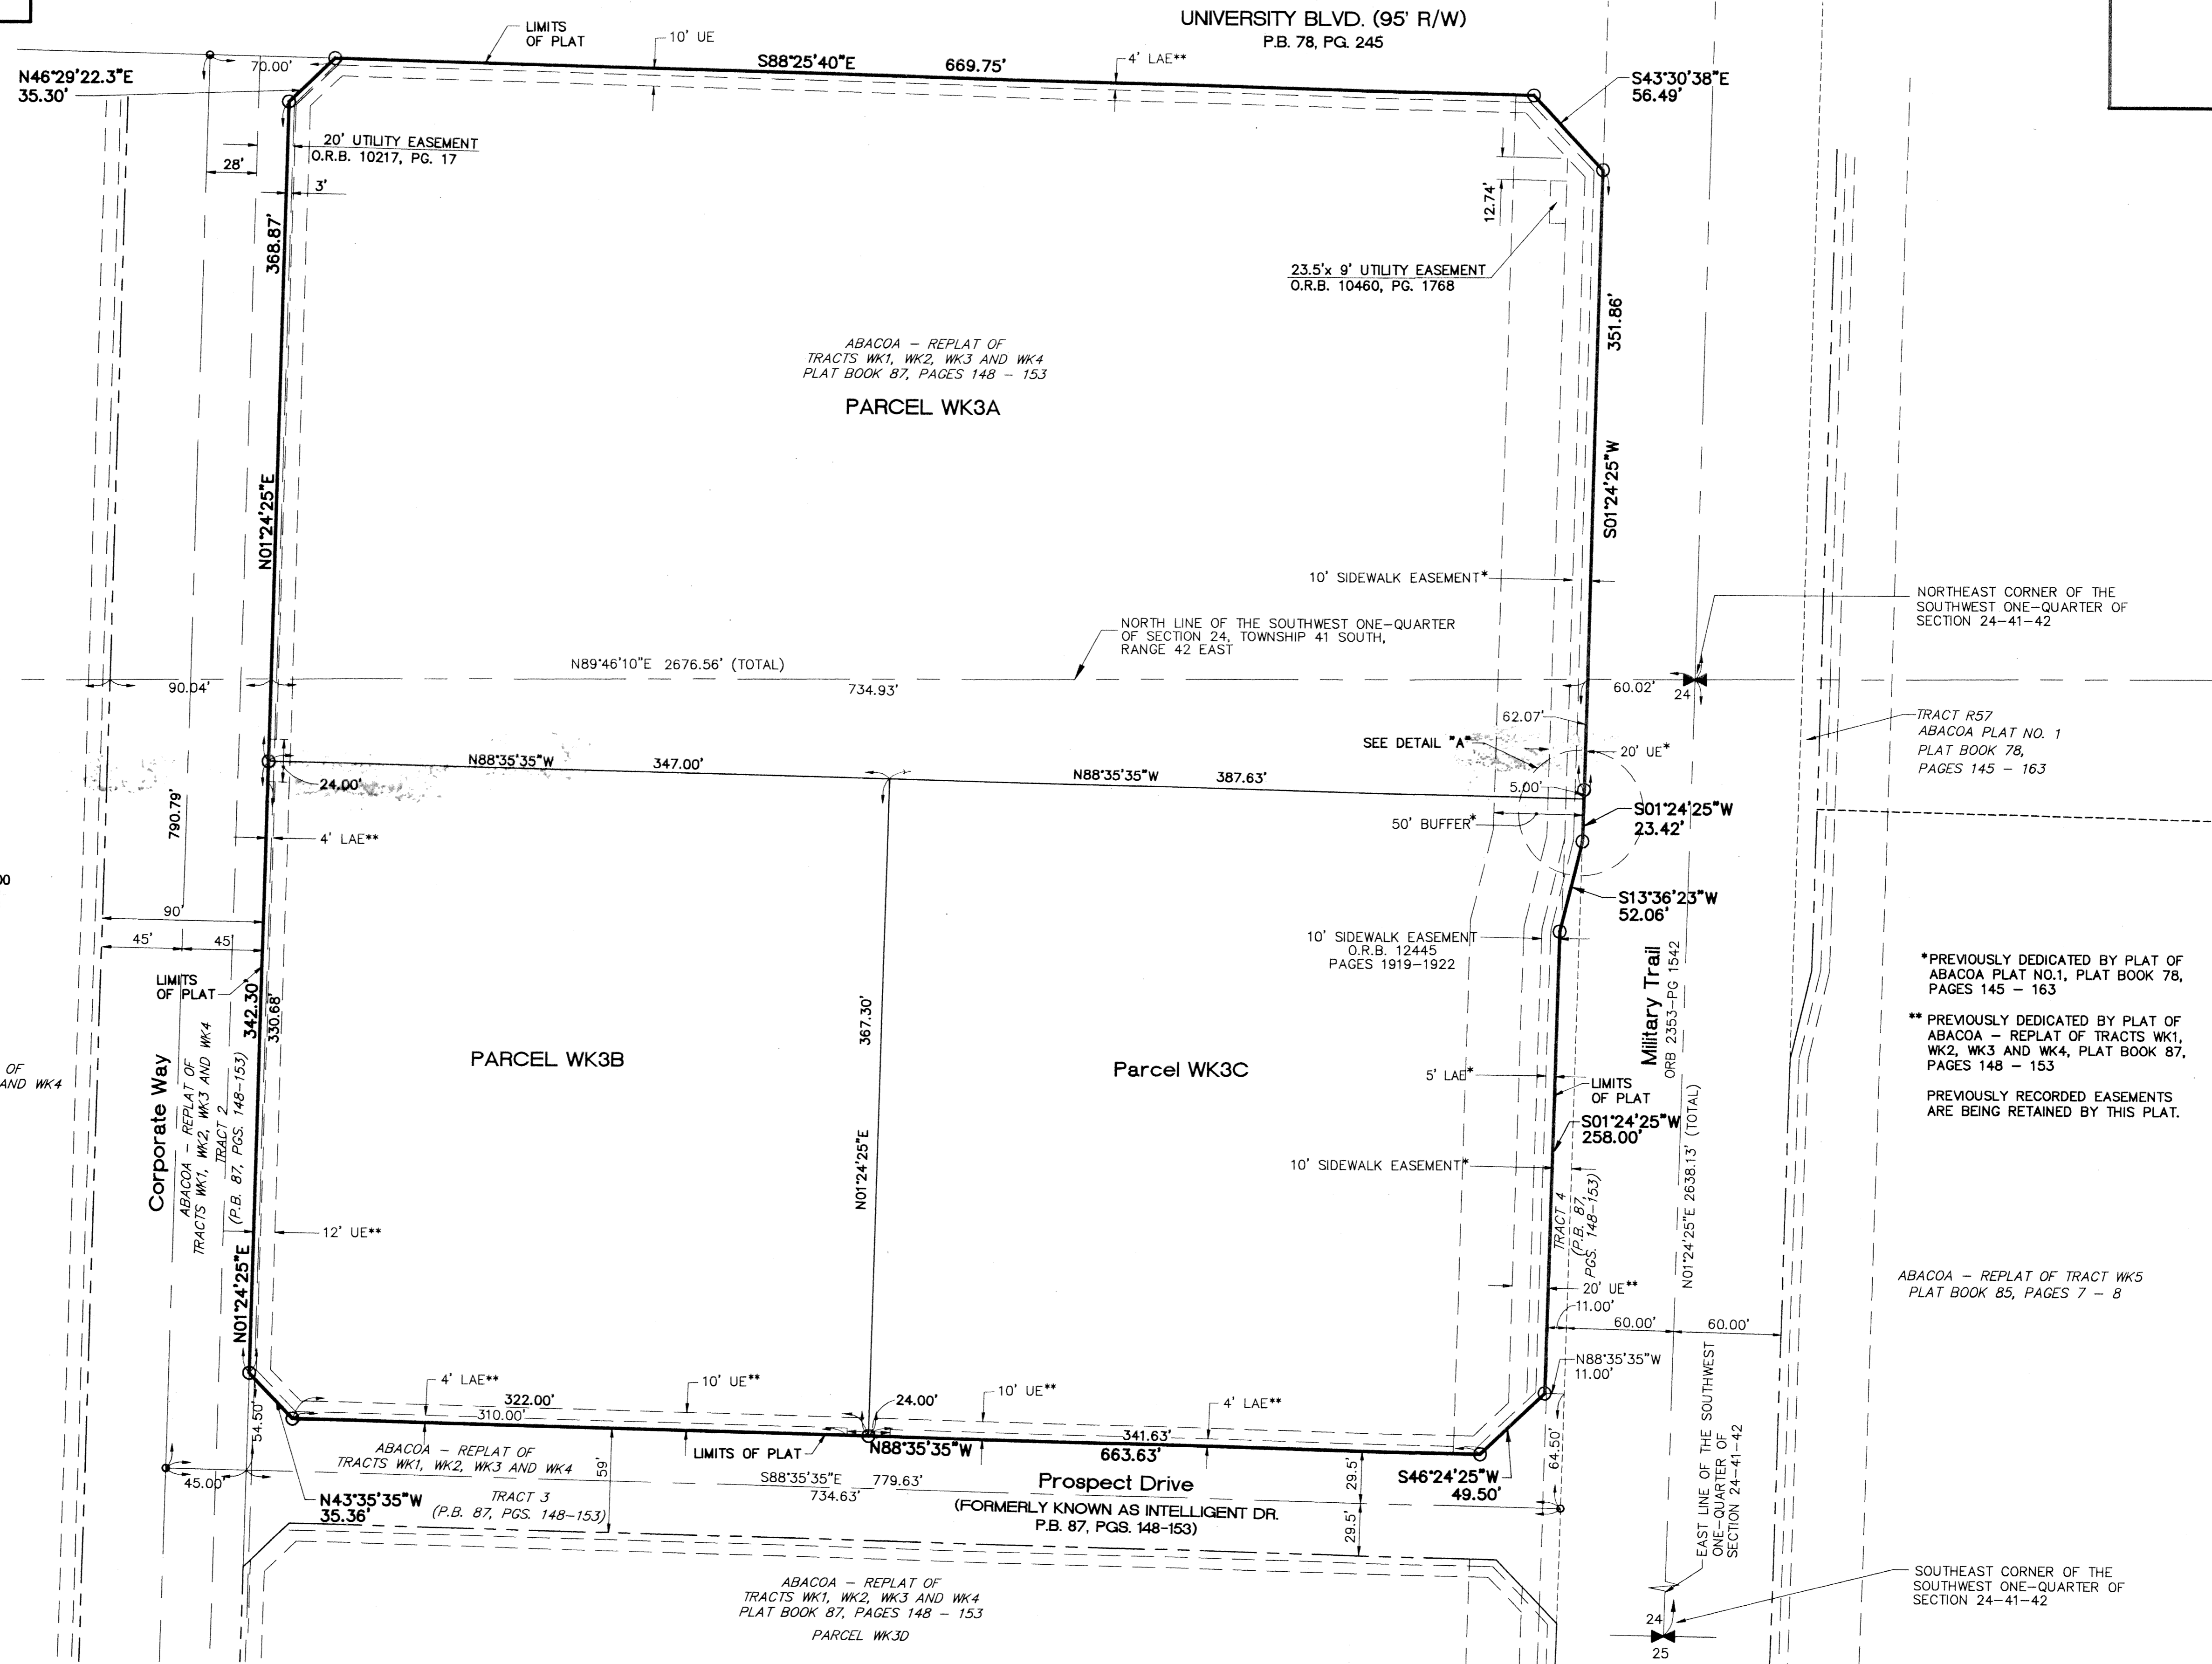 UNIVERSITY BLVD. (95' R/W)
P.B. 78, PG. 245
LIMITS
OF PLAT
10' UE
S88°25'40"E
669.75'
4' LAE**
S43°30'38"E
56.49'
N46°29'22.3"E
35.30'
70.00'
20' UTILITY EASEMENT
O.R.B. 10217, PG. 17
28'
3'
368.87'
N01°24'25"E
12.74'
23.5'x 9' UTILITY EASEMENT
O.R.B. 10460, PG. 1768
351.86'
S01°24'25"W
ABACOA - REPLAT OF
TRACTS WK1, WK2, WK3 AND WK4
PLAT BOOK 87, PAGES 148 - 153
PARCEL WK3A
10' SIDEWALK EASEMENT*
NORTHEAST CORNER OF THE
SOUTHWEST ONE-QUARTER OF
SECTION 24-41-42
NORTH LINE OF THE SOUTHWEST ONE-QUARTER
OF SECTION 24, TOWNSHIP 41 SOUTH,
RANGE 42 EAST
N89°46'10"E 2676.56' (TOTAL)
90.04'
734.93'
60.02'
24
62.07'
TRACT R57
ABACOA PLAT NO. 1
PLAT BOOK 78,
PAGES 145 - 163
SEE DETAIL "A"
20' UE*
N88°35'35"W
347.00'
N88°35'35"W
387.63'
24.00'
5.00'
S01°24'25"W
23.42'
50' BUFFER*
790.79'
4' LAE**
00
S13°36'23"W
52.06'
90'
45'
45'
10' SIDEWALK EASEMENT
O.R.B. 12445
PAGES 1919-1922
LIMITS
OF PLAT
342.30'
330.68'
367.30'
N01°24'25"E
Military Trail
ORB 2353-PG 1542
*PREVIOUSLY DEDICATED BY PLAT OF
ABACOA PLAT NO.1, PLAT BOOK 78,
PAGES 145 - 163
** PREVIOUSLY DEDICATED BY PLAT OF
ABACOA - REPLAT OF TRACTS WK1,
WK2, WK3 AND WK4, PLAT BOOK 87,
PAGES 148 - 153
PREVIOUSLY RECORDED EASEMENTS
ARE BEING RETAINED BY THIS PLAT.
OF
AND WK4
Corporate Way
ABACOA - REPLAT OF
TRACTS WK1, WK2, WK3 AND WK4
TRACT 2
(P.B. 87, PGS. 148-153)
PARCEL WK3B
Parcel WK3C
5' LAE*
LIMITS
OF PLAT
S01°24'25"W
258.00'
10' SIDEWALK EASEMENT*
TRACT 4
(P.B. 87,
PGS. 148-153)
N01°24'25"E 2638.13' (TOTAL)
12' UE**
N01°24'25"E
20' UE**
11.00'
60.00'
60.00'
ABACOA - REPLAT OF TRACT WK5
PLAT BOOK 85, PAGES 7 - 8
N88°35'35"W
11.00'
EAST LINE OF THE SOUTHWEST
ONE-QUARTER OF
SECTION 24-41-42
4' LAE**
322.00'
310.00'
10' UE**
24.00'
10' UE**
4' LAE**
54.50'
LIMITS OF PLAT
N88°35'35"W
341.63'
663.63'
64.50'
ABACOA - REPLAT OF
TRACTS WK1, WK2, WK3 AND WK4
59'
S88°35'35"E
779.63'
734.63'
Prospect Drive
(FORMERLY KNOWN AS INTELLIGENT DR.
P.B. 87, PGS. 148-153)
29.5'
29.5'
S46°24'25"W
49.50'
45.00'
N43°35'35"W
35.36'
TRACT 3
(P.B. 87, PGS. 148-153)
ABACOA - REPLAT OF
TRACTS WK1, WK2, WK3 AND WK4
PLAT BOOK 87, PAGES 148 - 153
PARCEL WK3D
SOUTHEAST CORNER OF THE
SOUTHWEST ONE-QUARTER OF
SECTION 24-41-42
24
25